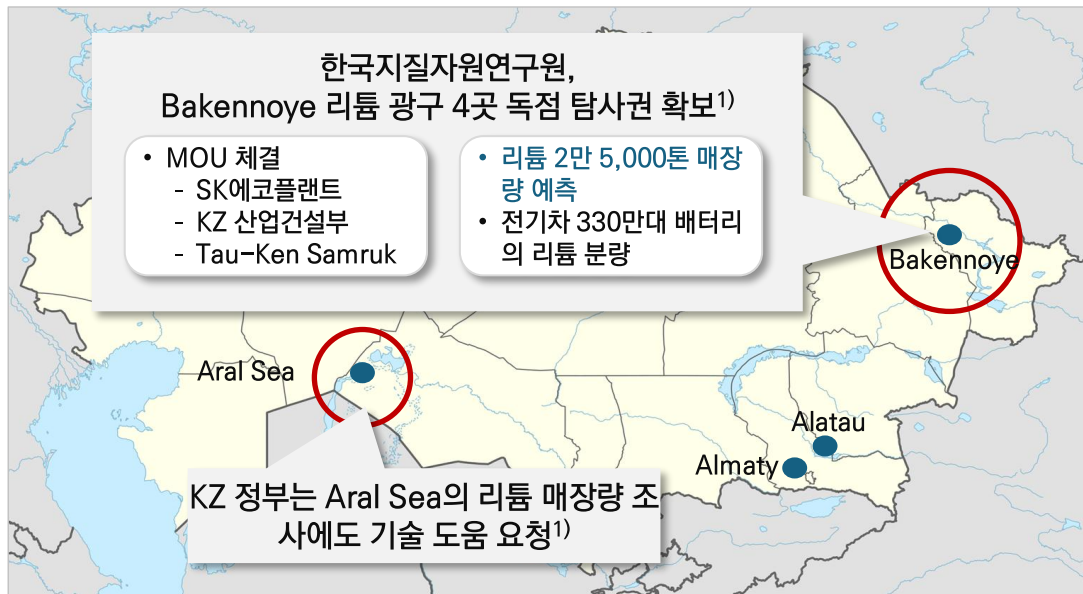 한국지질자원연구원,
Bakennoye 리튬 광구 4곳 독점 탐사권 확보1)
• MOU 체결
- SK에코플랜트
- KZ 산업건설부
- Tau-Ken Samruk
• 리튬 2만 5,000톤 매장
량 예측
• 전기차 330만대 배터리
의 리튬 분량
Bakennoye
Aral Sea
Alatau
Almaty
KZ 정부는 Aral Sea의 리튬 매장량 조
사에도 기술 도움 요청1)